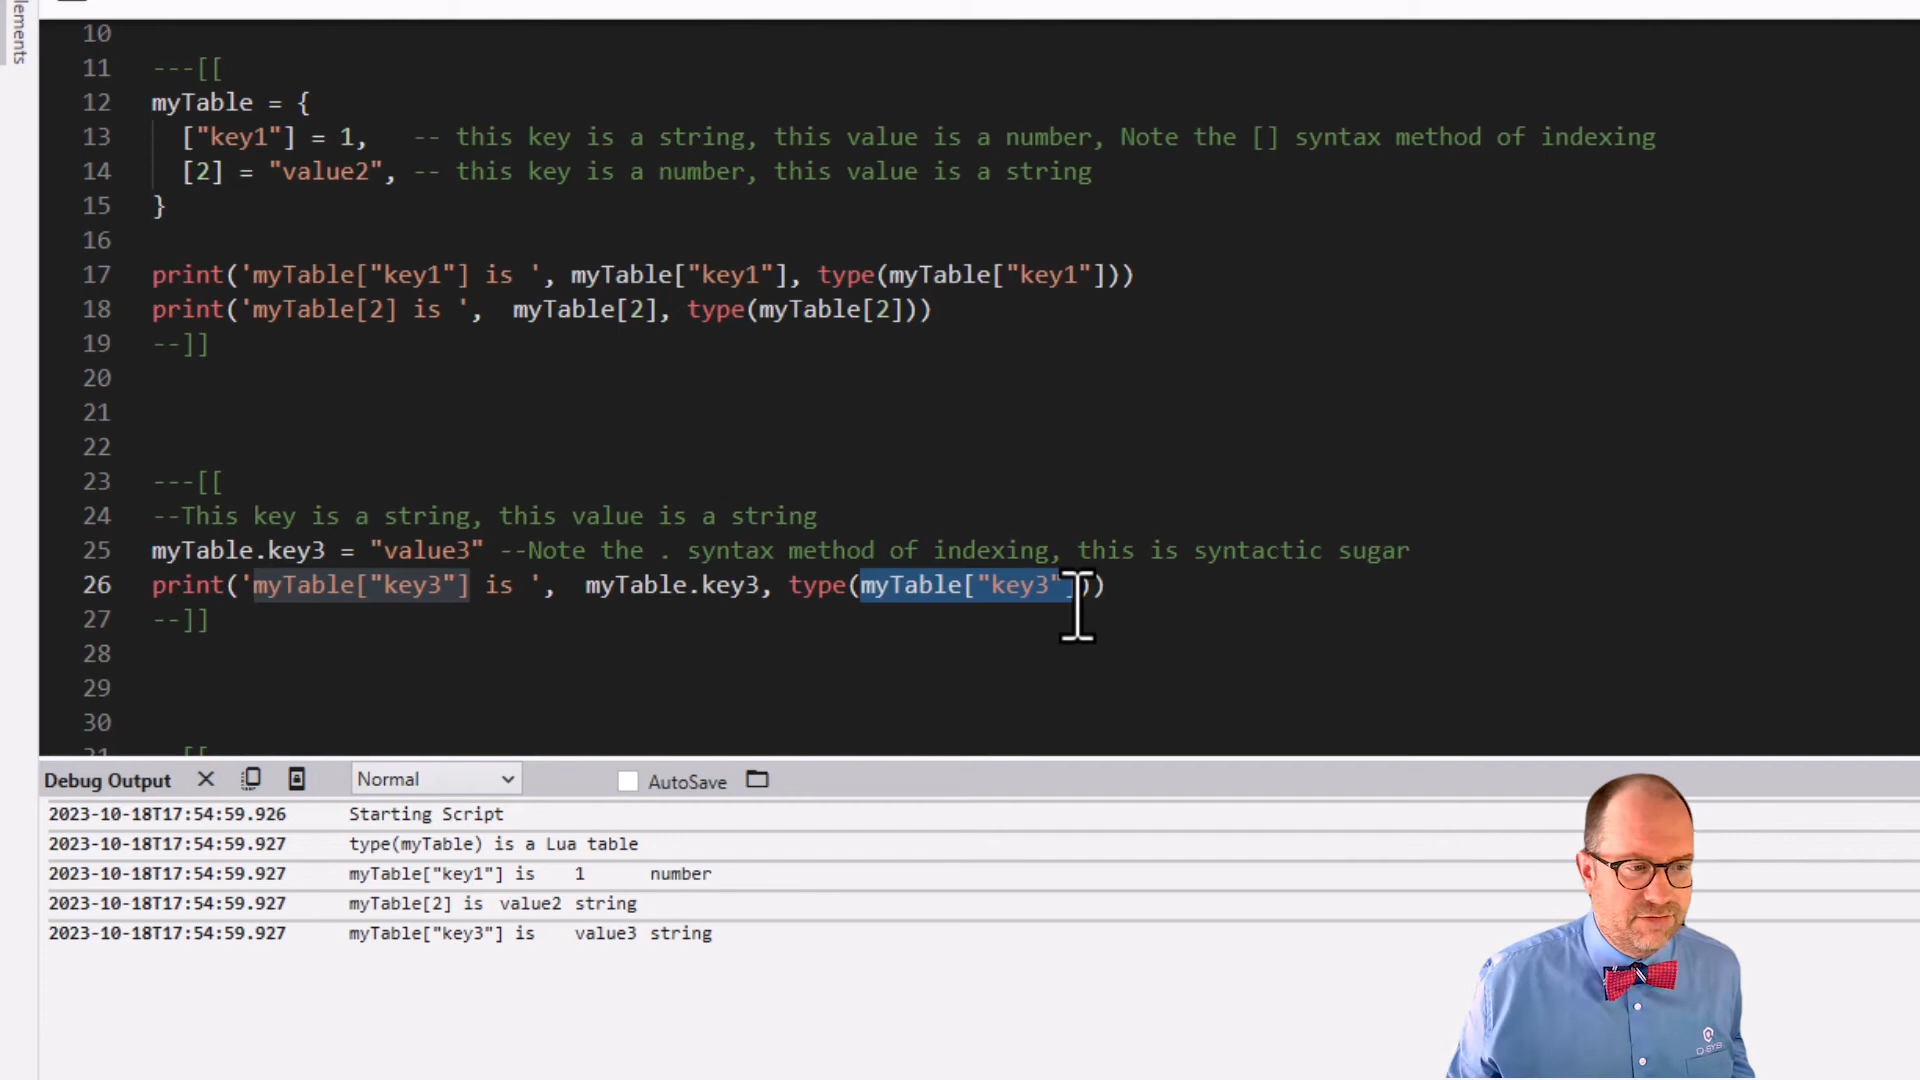 lements
10
11 ---[[
12 myTable = {
13 ["key1"] = 1, -- this key is a string, this value is a number, Note the [] syntax method of indexing
14 [2] = "value2", -- this key is a number, this value is a string
15 }
16
17 print('myTable["key1"] is ', myTable["key1"], type(myTable["key1"]))
18 print('myTable[2] is ',  myTable[2], type(myTable[2]))
19 --]]
20
21
22
23 ---[[
24 --This key is a string, this value is a string
25 myTable.key3 = "value3" --Note the . syntax method of indexing, this is syntactic sugar
26 print('myTable["key3"] is ',  myTable.key3, type(myTable["key3"]))
27 --]]
28
29
30
31
Debug Output Normal AutoSave
2023-10-18T17:54:59.926 Starting Script
2023-10-18T17:54:59.927 type(myTable) is a Lua table
2023-10-18T17:54:59.927 myTable["key1"] is 1 number
2023-10-18T17:54:59.927 myTable[2] is value2 string
2023-10-18T17:54:59.927 myTable["key3"] is value3 string
Q-SYS